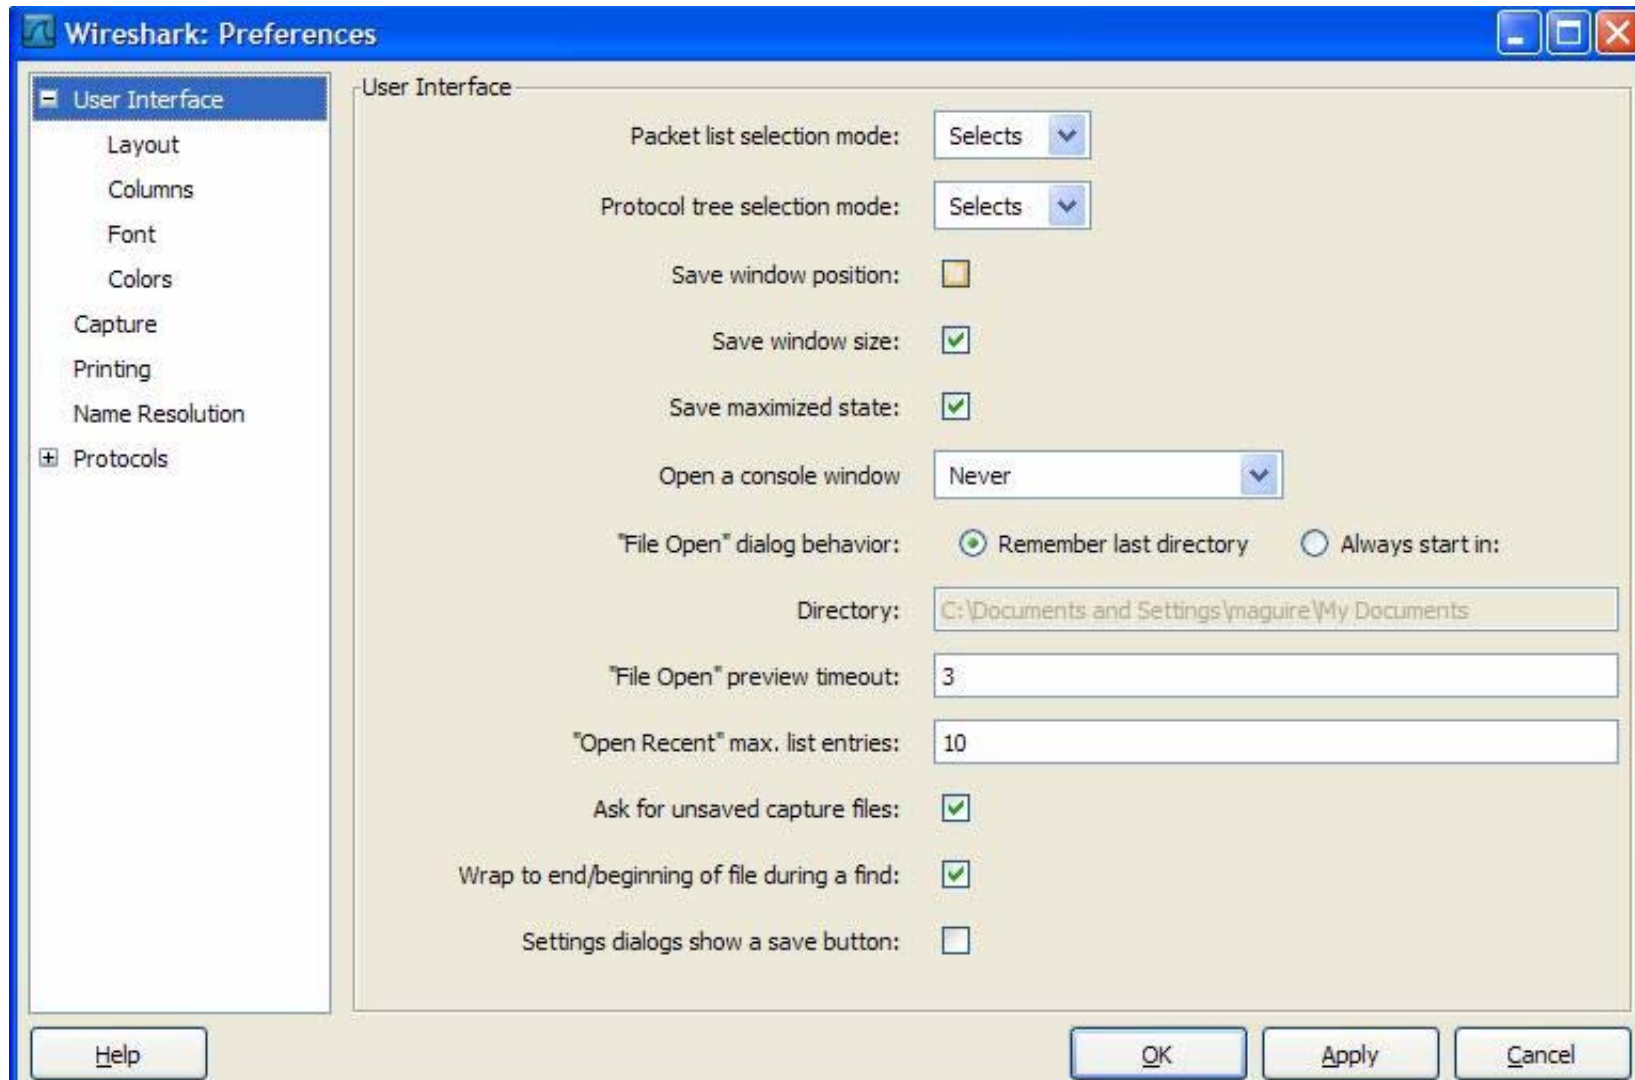 Wireshark: Preferences
User Interface
Layout
Columns
Font
Colors
Capture
Printing
Name Resolution
Protocols
User Interface
Packet list selection mode: Selects
Protocol tree selection mode: Selects
Save window position:
Save window size:
Save maximized state:
Open a console window Never
"File Open" dialog behavior: Remember last directory Always start in:
Directory: C:\Documents and Settings\maguire\My Documents
"File Open" preview timeout: 3
"Open Recent" max. list entries: 10
Ask for unsaved capture files:
Wrap to end/beginning of file during a find:
Settings dialogs show a save button:
Help OK Apply Cancel